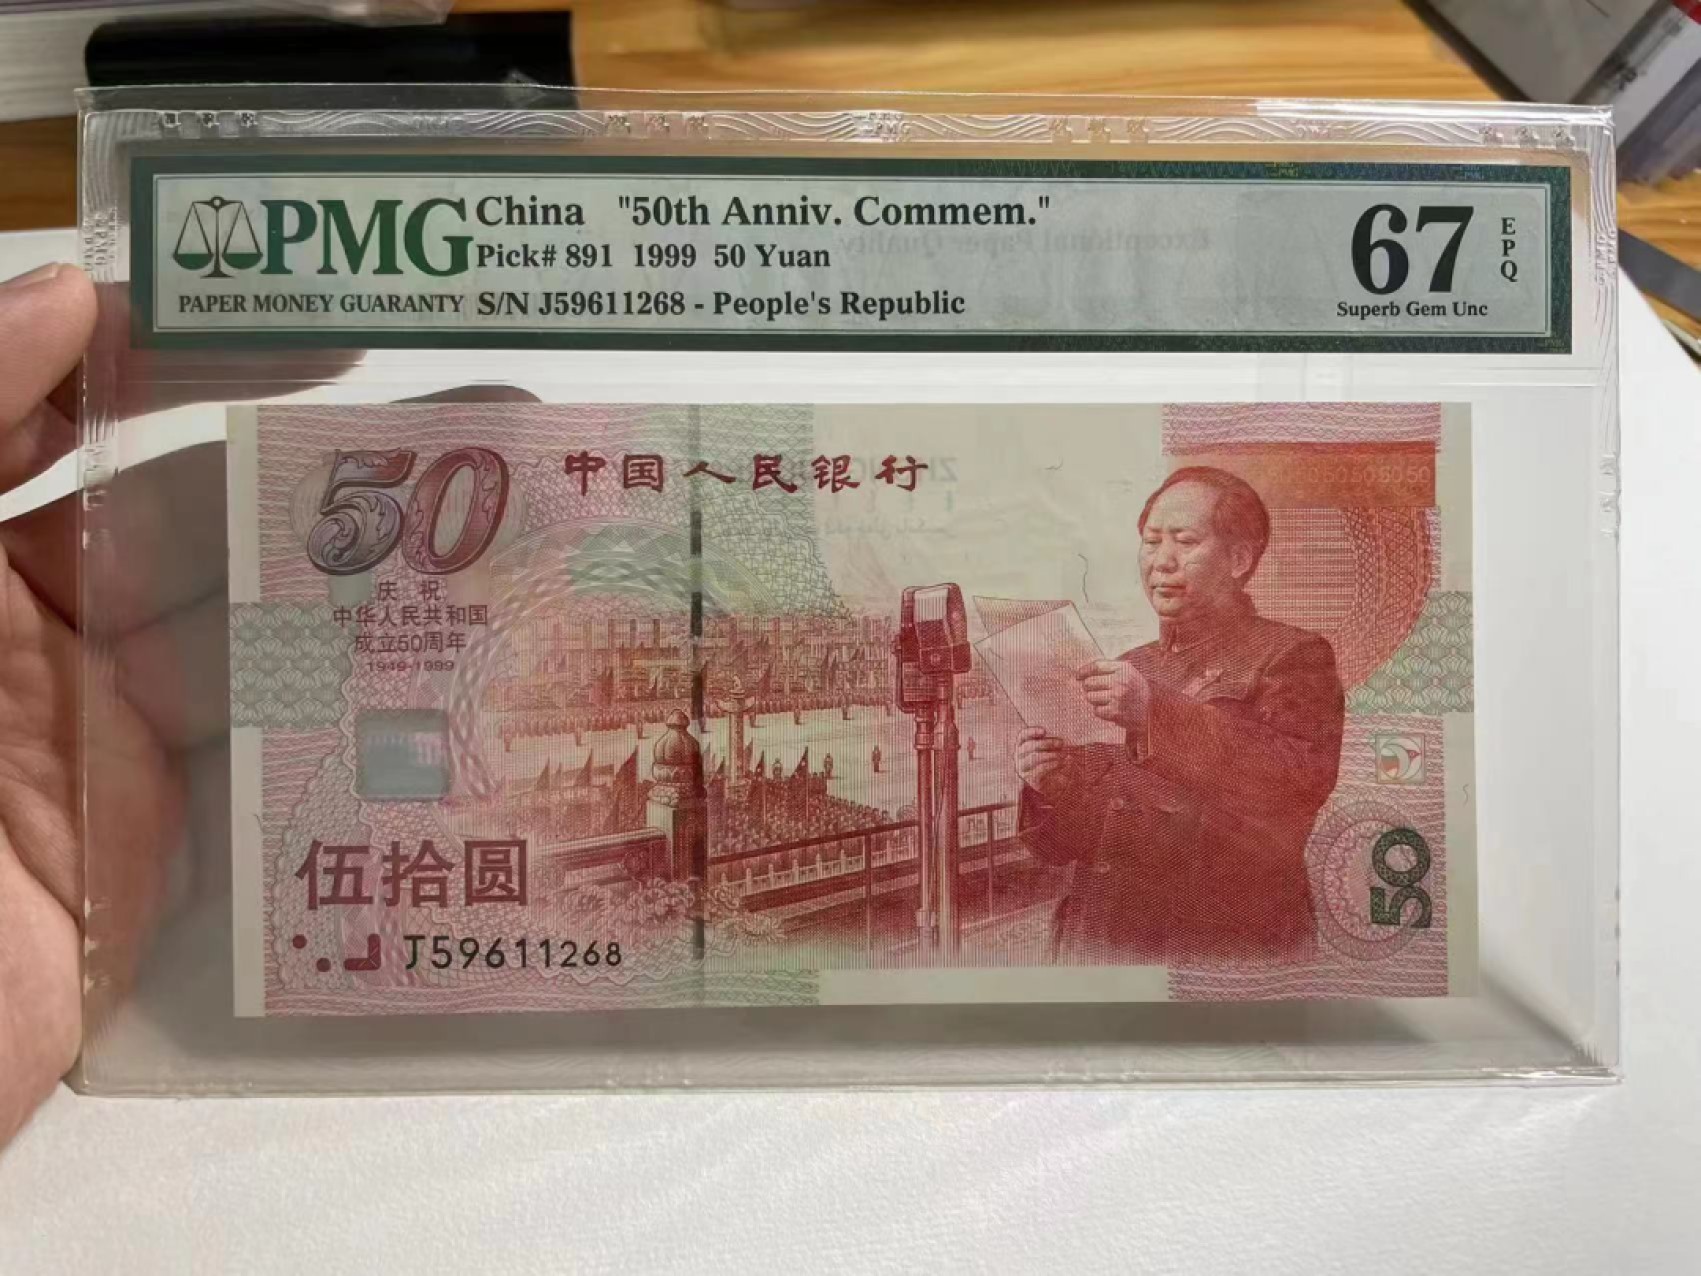 PMG
PAPER MONEY GUARANTY
China "50th Anniv. Commem."
Pick# 891 1999 50 Yuan
S/N J59611268 - People's Republic
67
EPQ
Superb Gem Unc
50
中国人民银行
庆祝
中华人民共和国
成立50周年
1949-1999
伍拾圆
J59611268
50